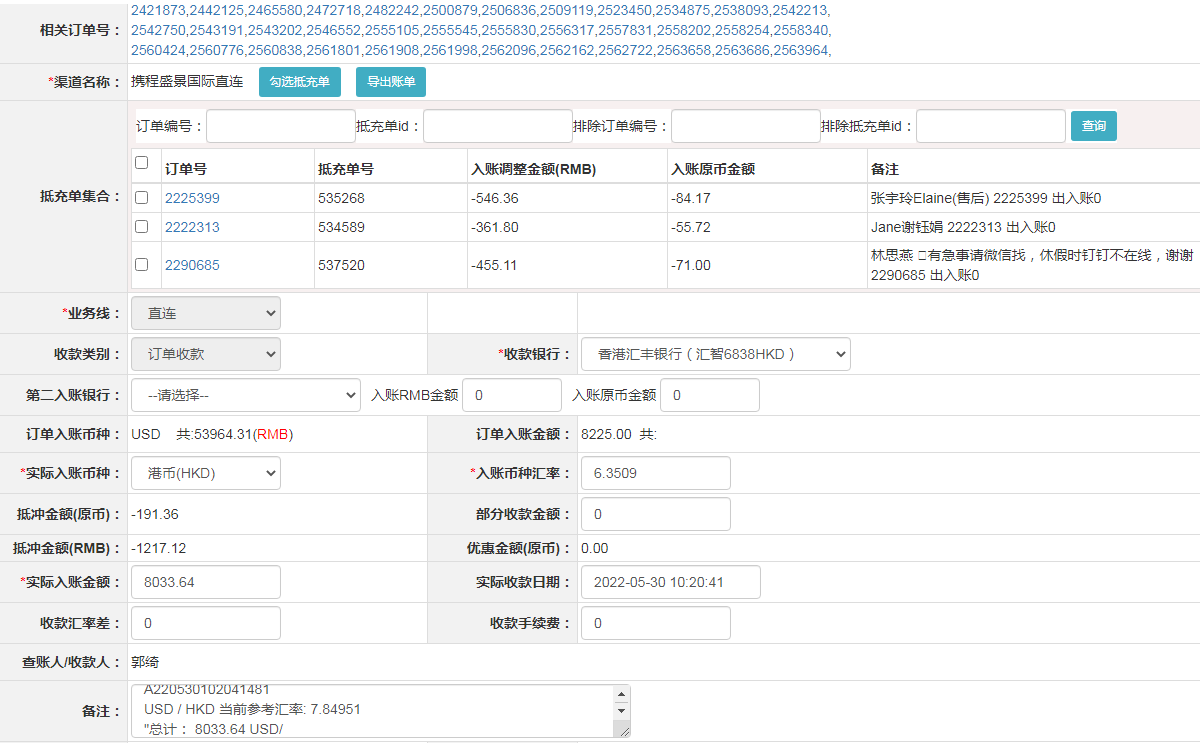 2421873,2442125,2465580,2472718,2482242,2500879,2506836,2509119,2523450,2534875,2538093,2542213,
相关订单号： 2542750,2543191,2543202,2546552,2555105,2555545,2555830,2556317,2557831,2558202,2558254,2558340,
2560424,2560776,2560838,2561801,2561908,2561998,2562096,2562162,2562722,2563658,2563686,2563964,
*渠道名称： 携程盛景国际直连 勾选抵充单 导出账单
订单编号： 抵充单id： 排除订单编号： 排除抵充单id： 查询
订单号 抵充单号 入账调整金额(RMB) 入账原币金额 备注
抵充单集合： 2225399 535268 -546.36 -84.17 张宇玲Elaine(售后) 2225399 出入账0
2222313 534589 -361.80 -55.72 Jane谢钰娟 2222313 出入账0
2290685 537520 -455.11 -71.00 林思燕 有急事请微信找，休假时钉钉不在线，谢谢
2290685 出入账0
*业务线： 直连
收款类别： 订单收款 *收款银行： 香港汇丰银行（汇智6838HKD）
第二入账银行： --请选择-- 入账RMB金额 0 入账原币金额 0
订单入账币种： USD 共:53964.31(RMB) 订单入账金额： 8225.00 共:
*实际入账币种： 港币(HKD) *入账币种汇率： 6.3509
抵冲金额(原币)： -191.36 部分收款金额： 0
抵冲金额(RMB)： -1217.12 优惠金额(原币)： 0.00
*实际入账金额： 8033.64 实际收款日期： 2022-05-30 10:20:41
收款汇率差： 0 收款手续费： 0
查账人/收款人： 郭绮
A220530102041481
备注： USD / HKD 当前参考汇率: 7.84951
"总计： 8033.64 USD/